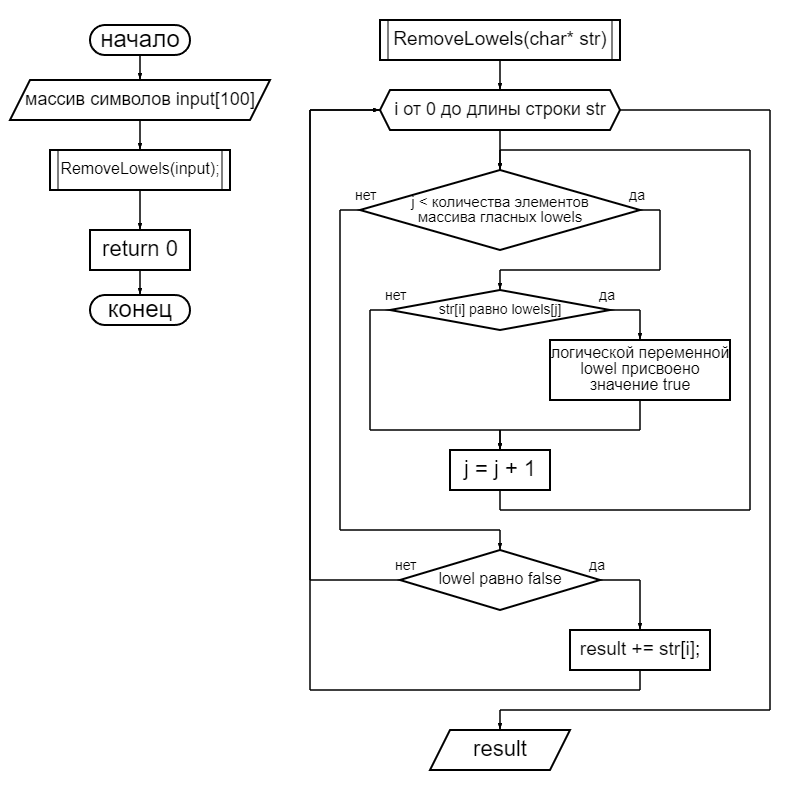 начало
массив символов input[100]
RemoveLowels(input);
return 0
конец
RemoveLowels(char* str)
i от 0 до длины строки str
нет
да
j < количества элементов
массива гласных lowels
нет
да
str[i] равно lowels[j]
логической переменной
lowel присвоено
значение true
j = j + 1
нет
да
lowel равно false
result += str[i];
result